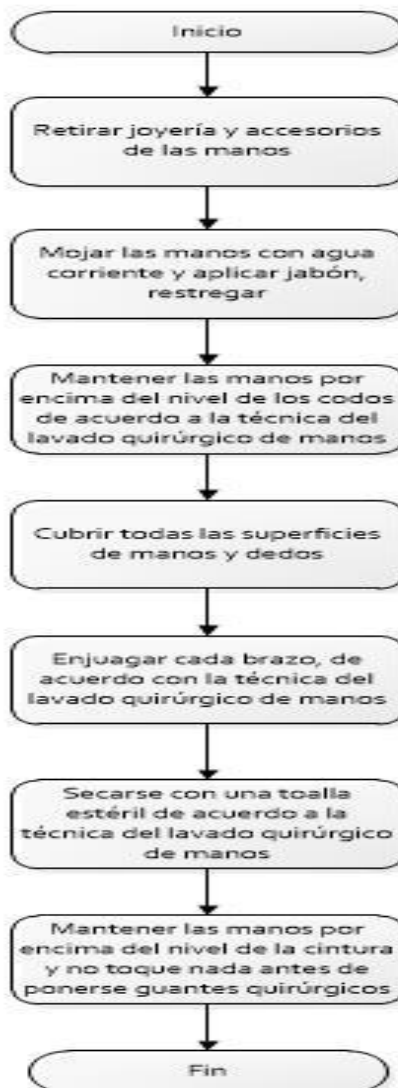 Inicio
Retirar joyería y accesorios
de las manos
Mojar las manos con agua
corriente y aplicar jabón,
restregar
Mantener las manos por
encima del nivel de los codos
de acuerdo a la técnica del
lavado quirúrgico de manos
Cubrir todas las superficies
de manos y dedos
Enjuagar cada brazo, de
acuerdo con la técnica del
lavado quirúrgico de manos
Secarse con una toalla
estéril de acuerdo a la
técnica del lavado quirúrgico
de manos
Mantener las manos por
encima del nivel de la cintura
y no toque nada antes de
ponerse guantes quirúrgicos
Fin